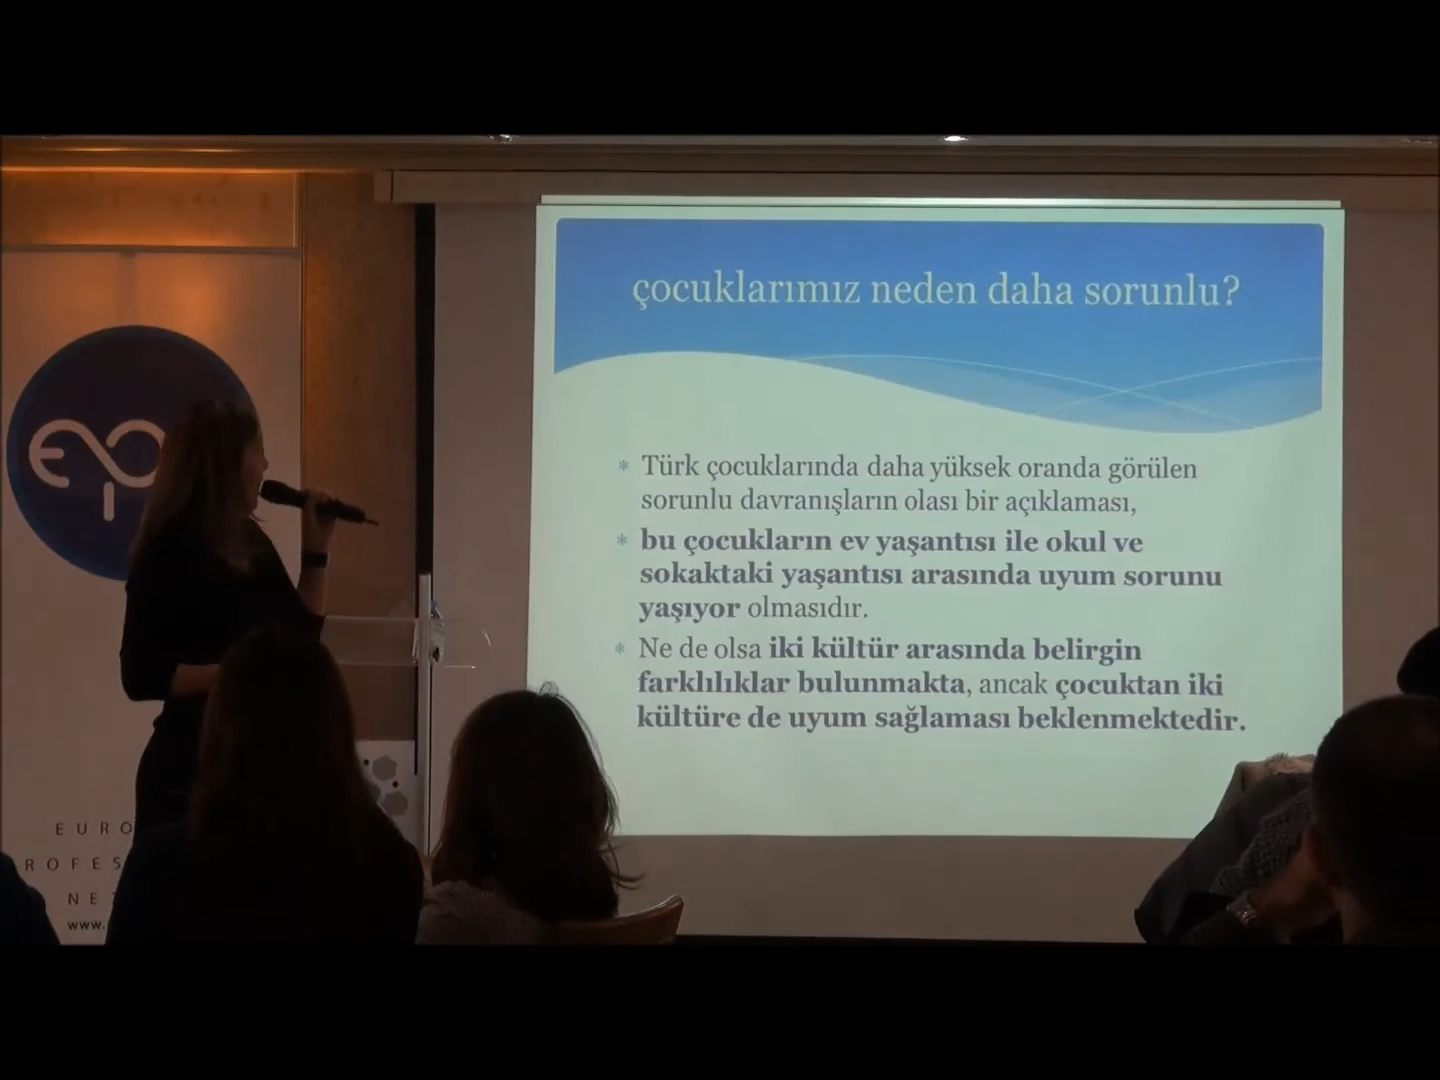 çocuklarımız neden daha sorunlu?
* Türk çocuklarında daha yüksek oranda görülen
sorunlu davranışların olası bir açıklaması,
* bu çocukların ev yaşantısı ile okul ve
sokaktaki yaşantısı arasında uyum sorunu
yaşıyor olmasıdır.
* Ne de olsa iki kültür arasında belirgin
farklılıklar bulunmakta, ancak çocuktan iki
kültüre de uyum sağlaması beklenmektedir.
EURO
ROFES
NE
www.